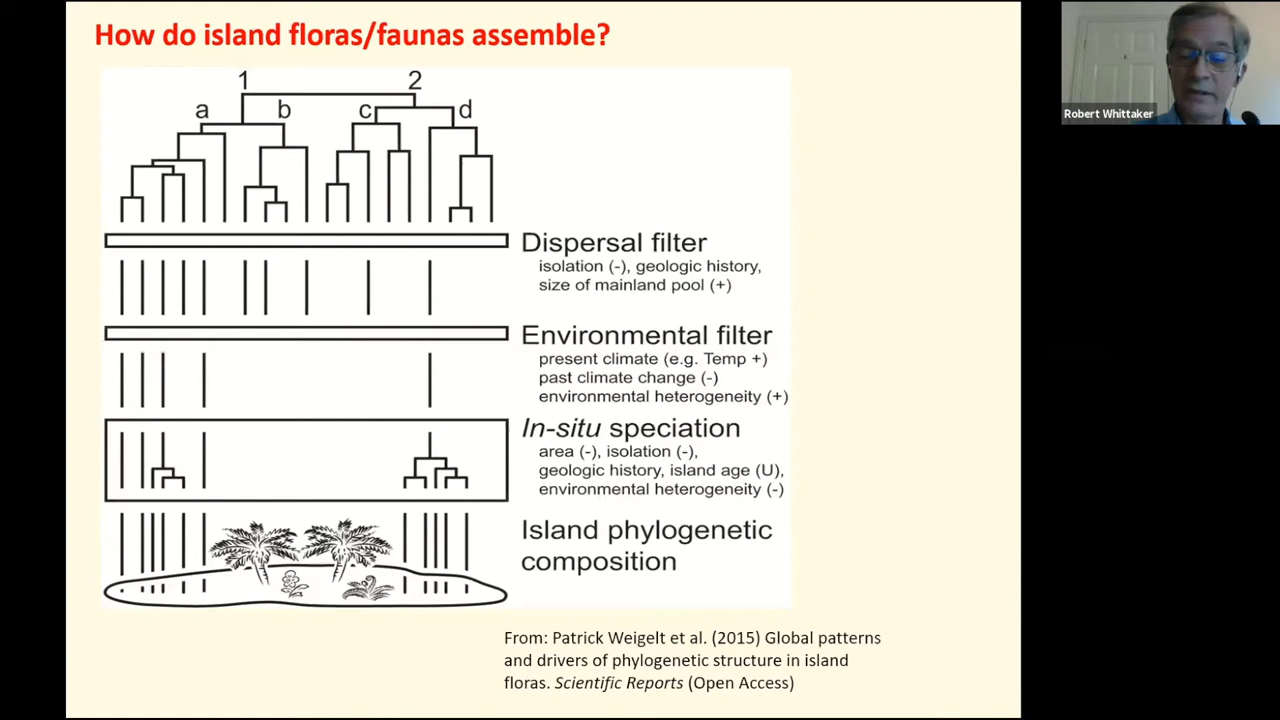 How do island floras/faunas assemble?
1
2
a
b
c
d
Dispersal filter
isolation (-), geologic history,
size of mainland pool (+)
Environmental filter
present climate (e.g. Temp +)
past climate change (-)
environmental heterogeneity (+)
In-situ speciation
area (-), isolation (-),
geologic history, island age (U),
environmental heterogeneity (-)
Island phylogenetic
composition
From: Patrick Weigelt et al. (2015) Global patterns
and drivers of phylogenetic structure in island
floras. Scientific Reports (Open Access)
Robert Whittaker